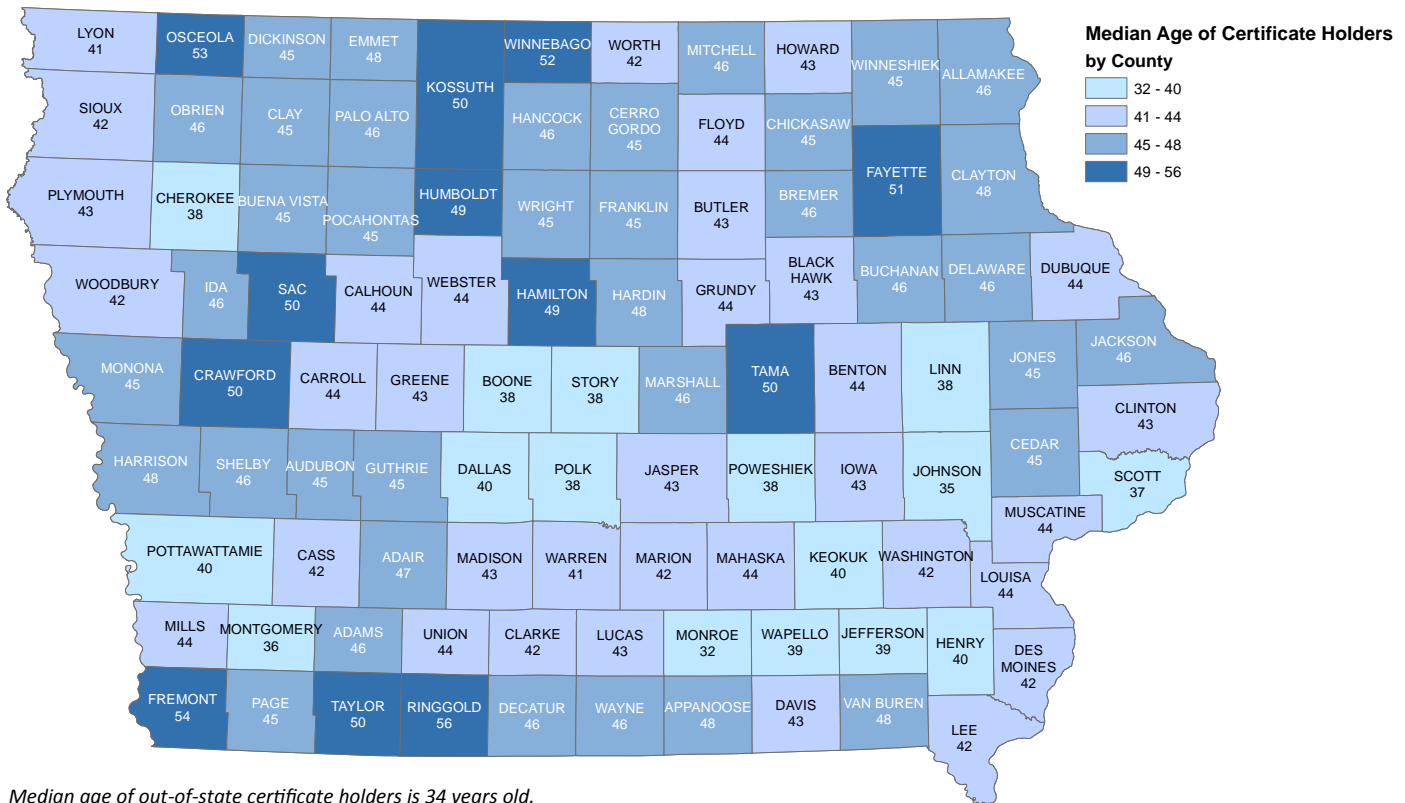 Median Age of Certificate Holders
by County
32 - 40
41 - 44
45 - 48
49 - 56
LYON
41
OSCEOLA
53
DICKINSON
45
EMMET
48
KOSSUTH
50
WINNEBAGO
52
WORTH
42
MITCHELL
46
HOWARD
43
WINNESHIEK
45
ALLAMAKEE
46
SIOUX
42
OBRIEN
46
CLAY
45
PALO ALTO
46
HANCOCK
46
CERRO
GORDO
45
FLOYD
44
CHICKASAW
45
PLYMOUTH
43
CHEROKEE
38
BUENA VISTA
45
POCAHONTAS
45
HUMBOLDT
49
WRIGHT
45
FRANKLIN
45
BUTLER
43
BREMER
46
FAYETTE
51
CLAYTON
48
WOODBURY
42
IDA
46
SAC
50
CALHOUN
44
WEBSTER
44
HAMILTON
49
HARDIN
48
GRUNDY
44
BLACK
HAWK
43
BUCHANAN
46
DELAWARE
46
DUBUQUE
44
MONONA
45
CRAWFORD
50
CARROLL
44
GREENE
43
BOONE
38
STORY
38
MARSHALL
46
TAMA
50
BENTON
44
LINN
38
JONES
45
JACKSON
46
CLINTON
43
HARRISON
48
SHELBY
46
AUDUBON
45
GUTHRIE
45
DALLAS
40
POLK
38
JASPER
43
POWESHIEK
38
IOWA
43
JOHNSON
35
CEDAR
45
SCOTT
37
MUSCATINE
44
POTTAWATTAMIE
40
CASS
42
ADAIR
47
MADISON
43
WARREN
41
MARION
42
MAHASKA
44
KEOKUK
40
WASHINGTON
42
LOUISA
44
MILLS
44
MONTGOMERY
36
ADAMS
46
UNION
44
CLARKE
42
LUCAS
43
MONROE
32
WAPELLO
39
JEFFERSON
39
HENRY
40
DES
MOINES
42
FREMONT
54
PAGE
45
TAYLOR
50
RINGGOLD
56
DECATUR
46
WAYNE
46
APPANOOSE
48
DAVIS
43
VAN BUREN
48
LEE
42
Median age of out-of-state certificate holders is 34 years old.